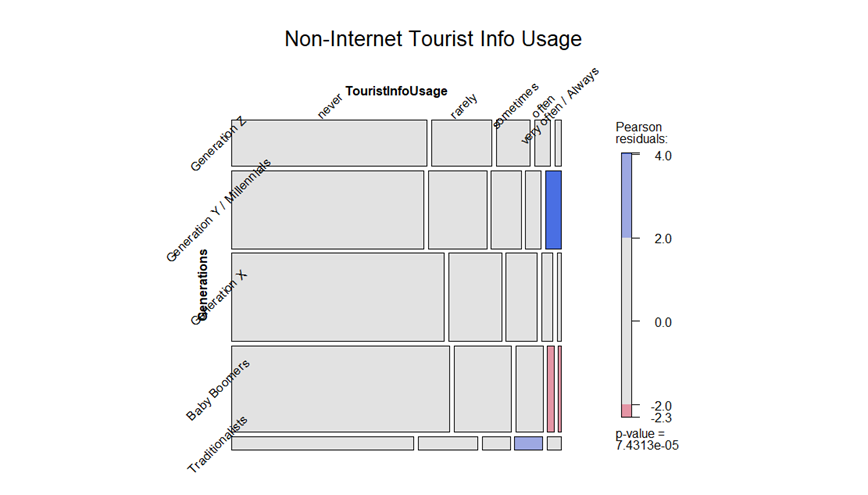 Non-Internet Tourist Info Usage
TouristInfoUsage
never
rarely
sometimes
often
very often / Always
Generations
Generation Z
Generation Y / Millennials
Generation X
Baby Boomers
Traditionalists
Pearson
residuals:
4.0
2.0
0.0
-2.0
-2.3
p-value =
7.4313e-05